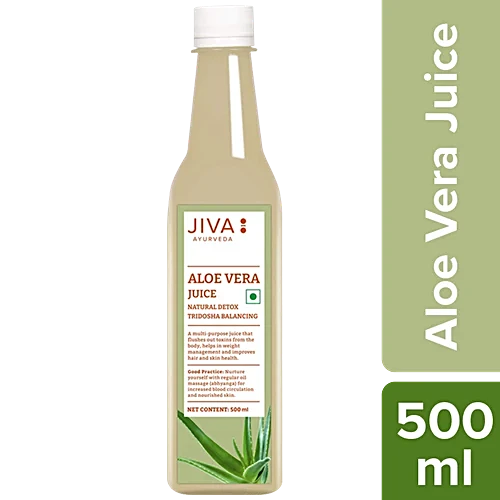 JIVA
AYURVEDA
ALOE VERA
JUICE
NATURAL DETOX
TRIDOSHA BALANCING
A multi purpose juice that
flushes out toxins from the
body, helps in weight
management and improves
hair and skin health.
Good Practice: Nurture
yourself with regular oil
massage (abhyanga) for
increased blood circulation
and nourished skin.
NET CONTENT: 500 ml
Aloe Vera Juice
500
ml